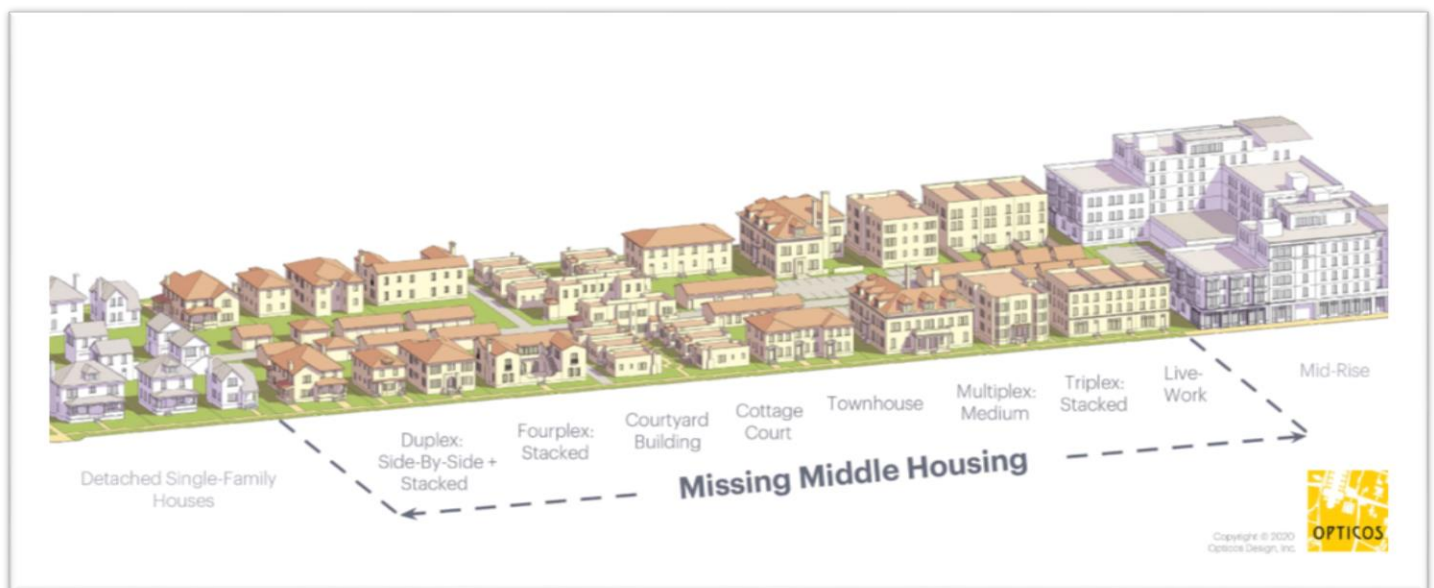 Detached Single-Family
Houses
Duplex:
Side-By-Side +
Stacked
Fourplex:
Stacked
Courtyard
Building
Cottage
Court
Townhouse
Multiplex:
Medium
Triplex:
Stacked
Live-
Work
Mid-Rise
Missing Middle Housing
Copyright © 2020
Opticos Design, Inc.
OPTICOS